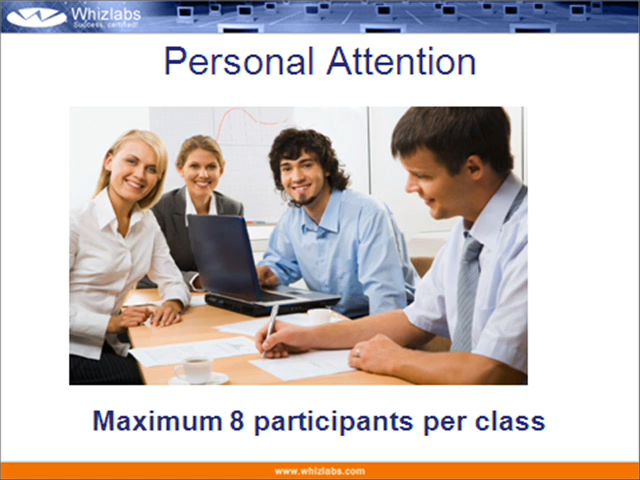 Whizlabs
Success, certified!
Personal Attention
Maximum 8 participants per class
www.whizlabs.com